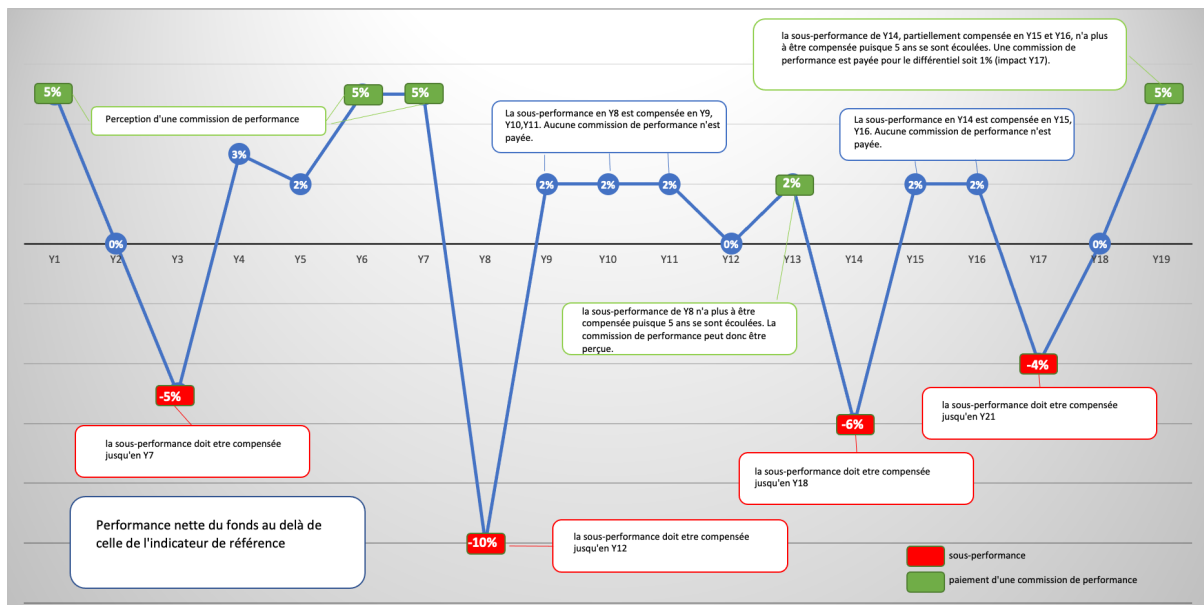 la sous-performance de Y14, partiellement compensée en Y15 et Y16, n'a plus
à être compensée puisque 5 ans se sont écoulées. Une commission de
performance est payée pour le différentiel soit 1% (impact Y17).
5%
5%
5%
5%
Perception d'une commission de performance
La sous-performance en Y8 est compensée en Y9,
Y10,Y11. Aucune commission de performance n'est
payée.
La sous-performance en Y14 est compensée en Y15,
Y16. Aucune commission de performance n'est
payée.
3%
2%
2%
2%
2%
2%
2%
2%
0%
0%
0%
Y1
Y2
Y3
Y4
Y5
Y6
Y7
Y8
Y9
Y10
Y11
Y12
Y13
Y14
Y15
Y16
Y17
Y18
Y19
la sous-performance de Y8 n'a plus à être
compensée puisque 5 ans se sont écoulées. La
commission de performance peut donc être
perçue.
-5%
-4%
-6%
la sous-performance doit etre compensée
jusqu'en Y7
la sous-performance doit etre compensée
jusqu'en Y21
la sous-performance doit etre compensée
jusqu'en Y18
Performance nette du fonds au delà de
celle de l'indicateur de référence
-10%
la sous-performance doit etre compensée
jusqu'en Y12
sous-performance
paiement d'une commission de performance